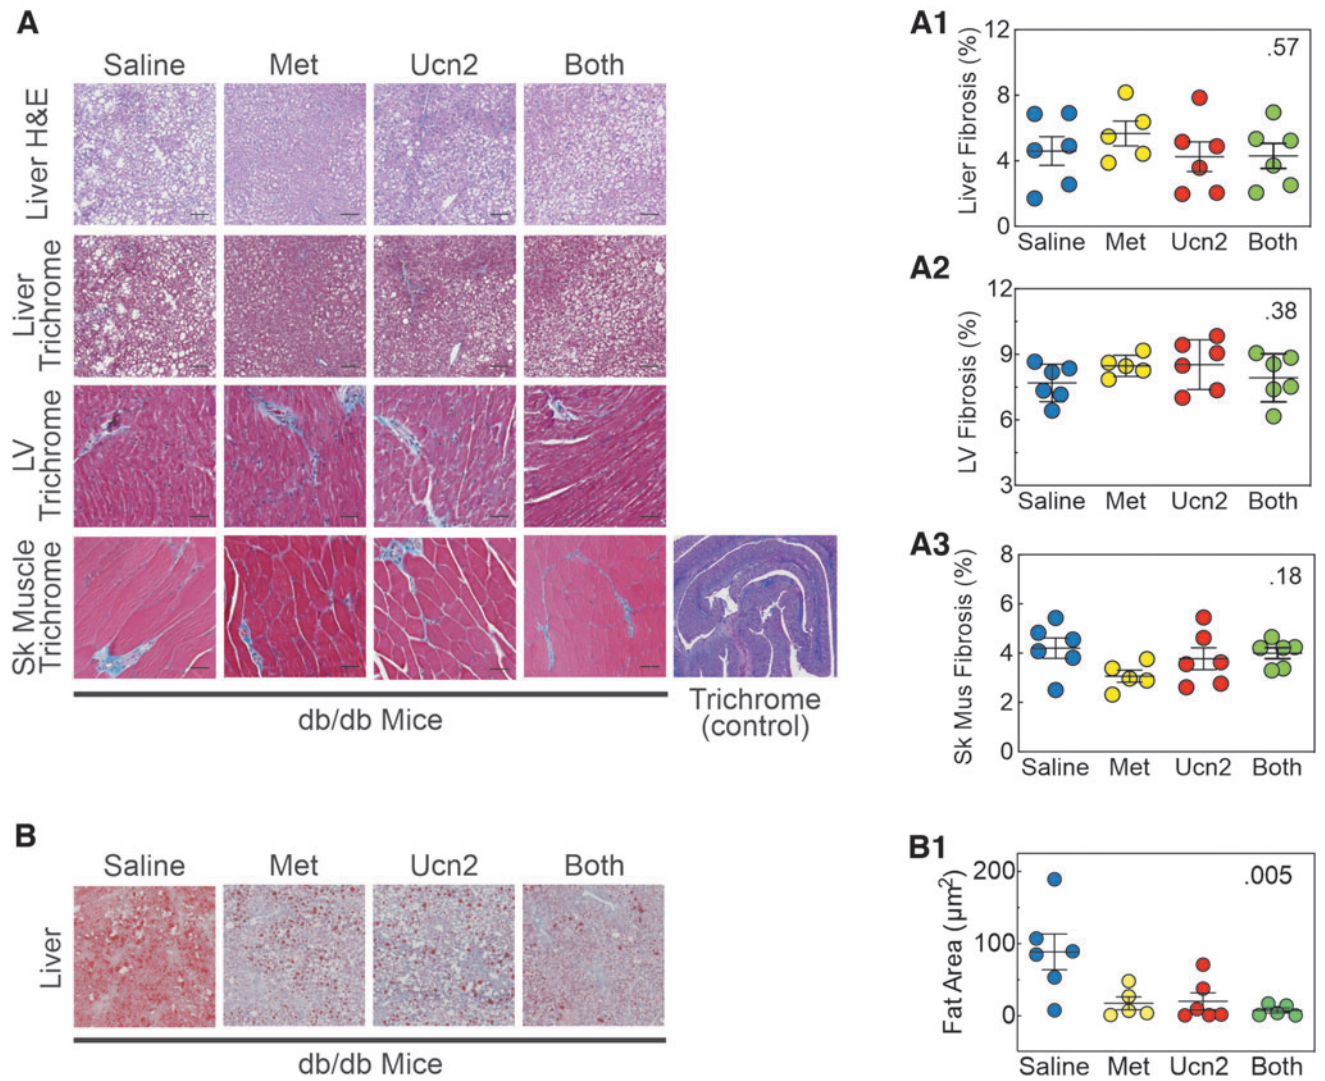 A
Saline Met Ucn2 Both
Liver H&E
Liver
Trichrome
LV
Trichrome
Sk Muscle
Trichrome
db/db Mice
Trichrome
(control)
A1
Liver Fibrosis (%)
12
8
4
0
.57
Saline Met Ucn2 Both
A2
LV Fibrosis (%)
12
9
6
3
.38
Saline Met Ucn2 Both
A3
Sk Mus Fibrosis (%)
8
6
4
2
0
.18
Saline Met Ucn2 Both
B
Saline Met Ucn2 Both
Liver
db/db Mice
B1
Fat Area (µm²)
200
100
0
.005
Saline Met Ucn2 Both